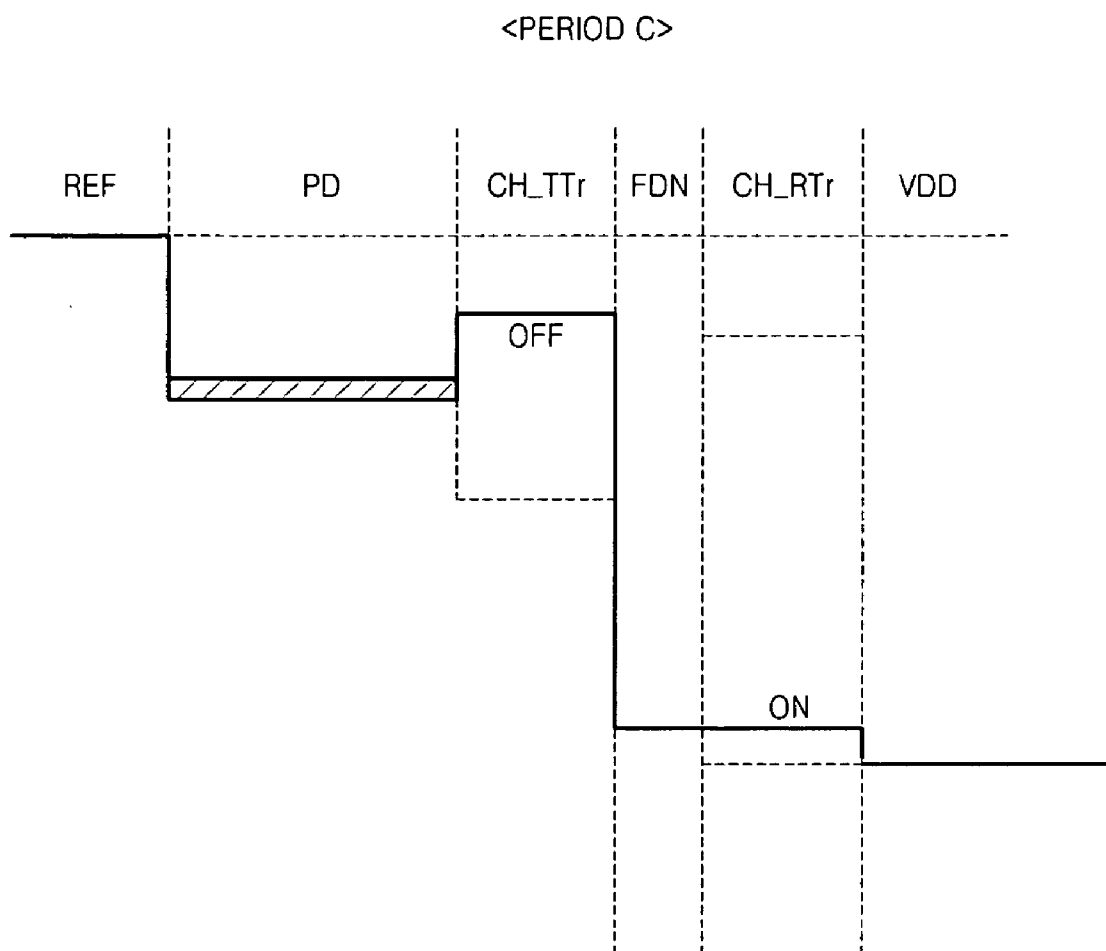 <PERIOD C>
REF PD CH_TTr FDN CH_RTr VDD
OFF
ON